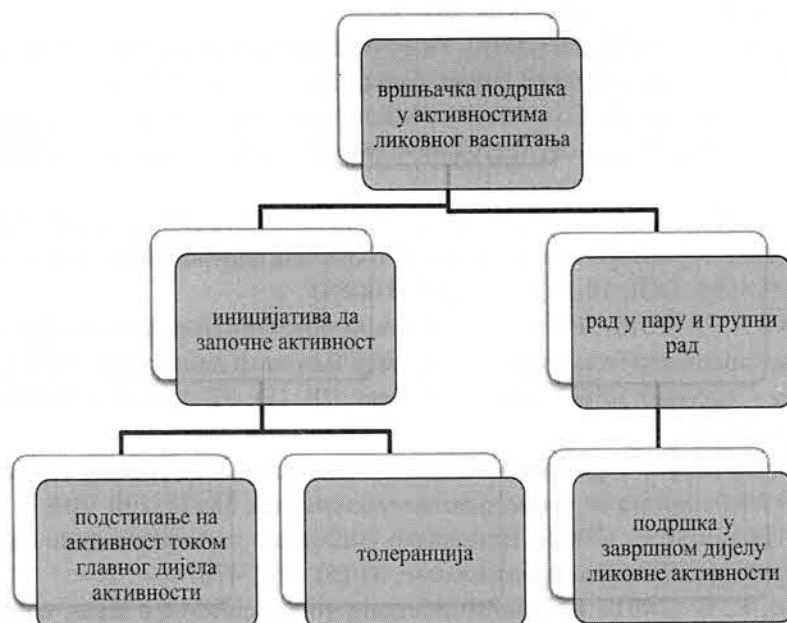 вршњачка подршка
у активностима
ликовног васпитања
иницијатива да
започне активност
рад у пару и групни
рад
подстицање на
активност током
главног дијела
активности
толеранција
подршка у
завршном дијелу
ликовне активности